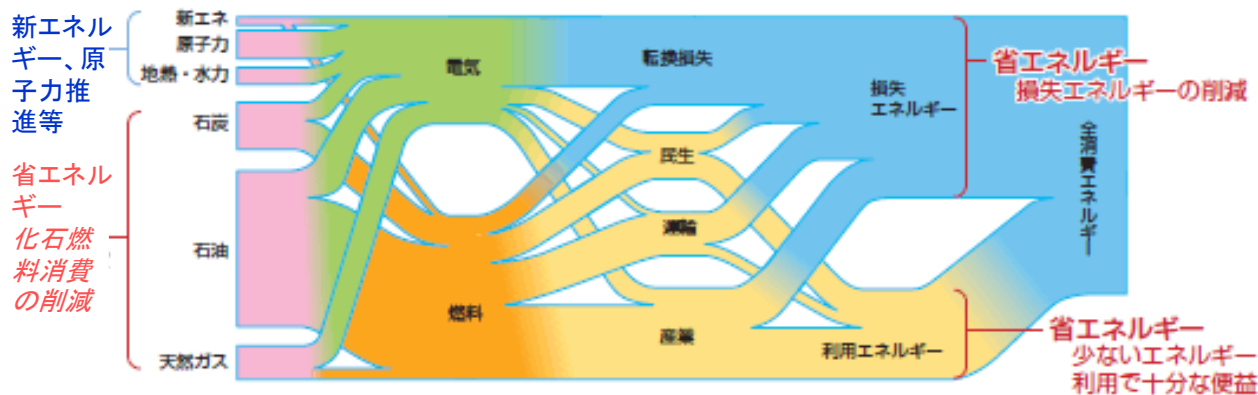 新エネル
ギー、原
子力推
進等
省エネル
ギー
化石燃
料消費
の削減
新エネ
原子力
地熱・水力
石炭
石油
天然ガス
電気
燃料
転換損失
民生
運輸
産業
損失
エネルギー
利用エネルギー
省エネルギー
損失エネルギーの削減
全消費エネルギー
省エネルギー
少ないエネルギー
利用で十分な便益